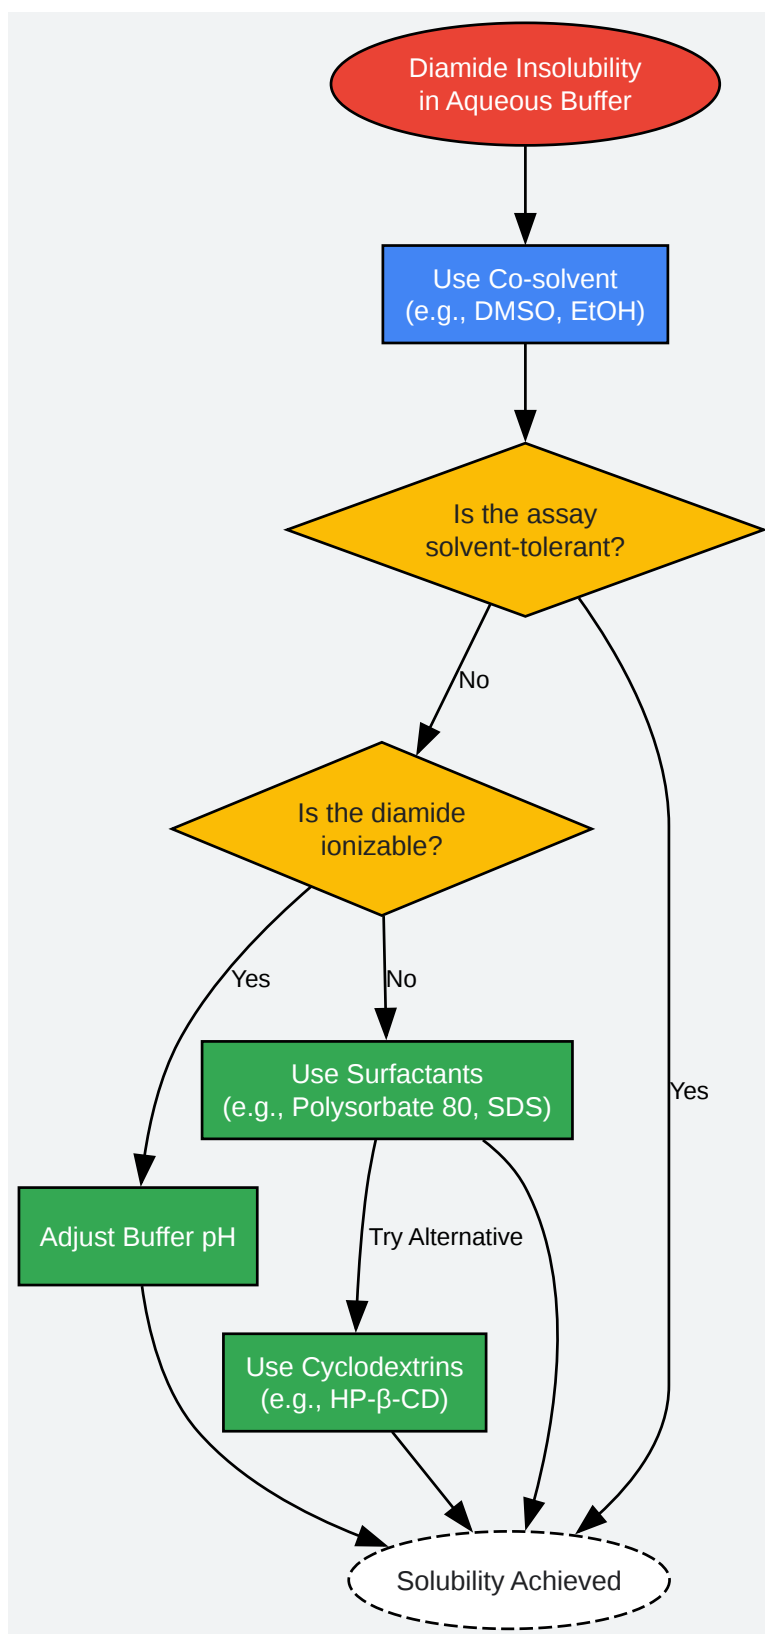 Diamide Insolubility
in Aqueous Buffer
Use Co-solvent
(e.g., DMSO, EtOH)
Is the assay
solvent-tolerant?
No
Is the diamide
ionizable?
Yes
No
Use Surfactants
(e.g., Polysorbate 80, SDS)
Yes
Adjust Buffer pH
Try Alternative
Use Cyclodextrins
(e.g., HP-β-CD)
Solubility Achieved